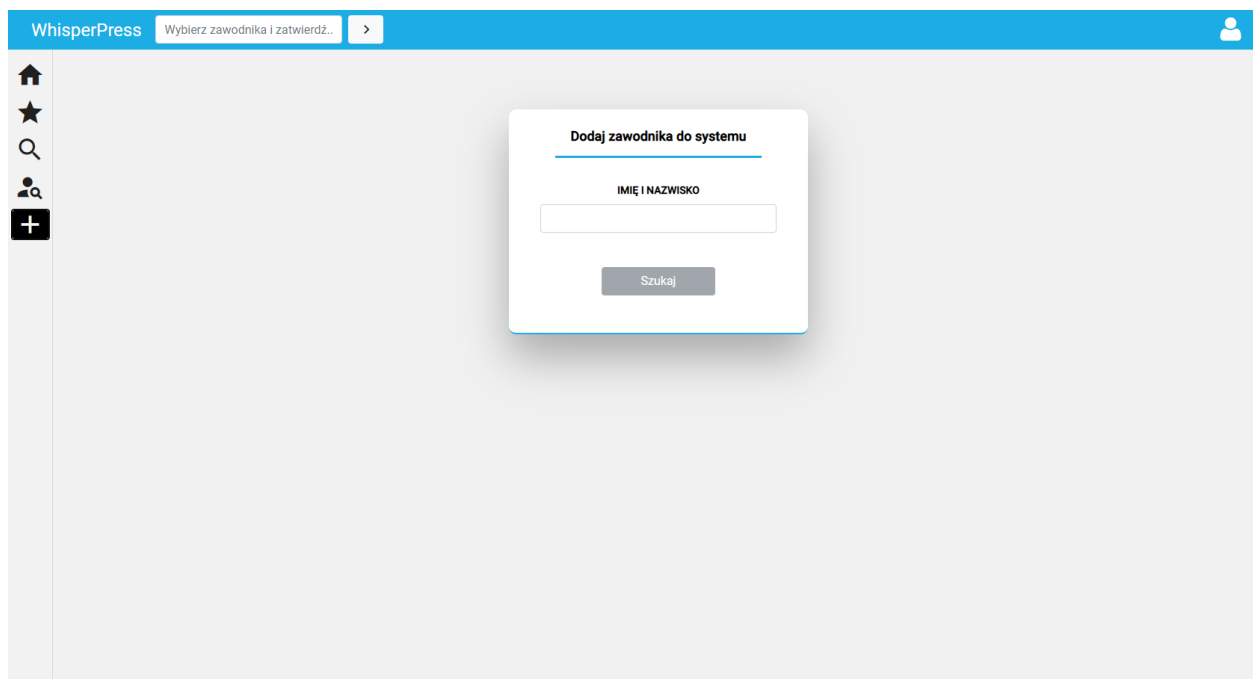 WhisperPress
Wybierz zawodnika i zatwierdź..
Dodaj zawodnika do systemu
IMIĘ I NAZWISKO
Szukaj